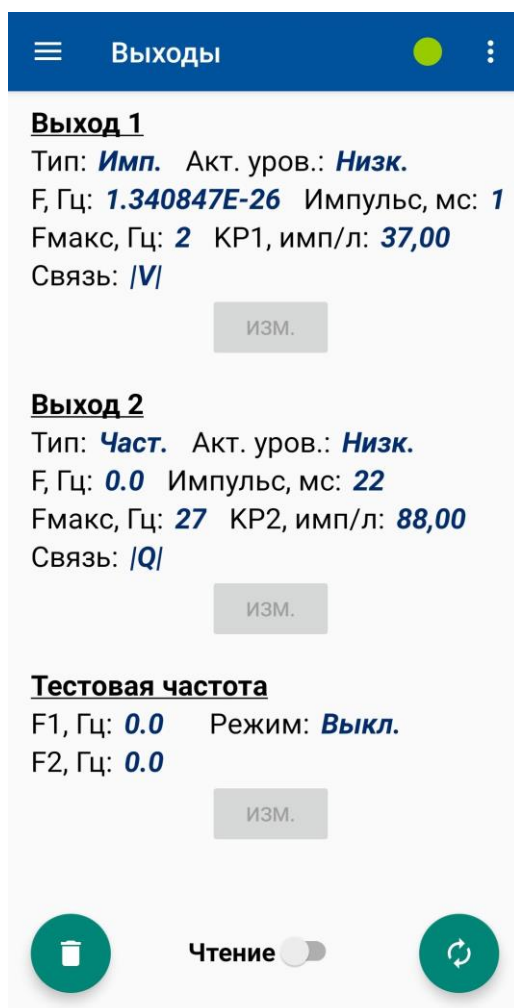 Выходы
Выход 1
Тип: Имп. Акт. уров.: Низк.
F, Гц: 1.340847E-26 Импульс, мс: 1
Fмакс, Гц: 2 КР1, имп/л: 37,00
Связь: |V|
изм.
Выход 2
Тип: Част. Акт. уров.: Низк.
F, Гц: 0.0 Импульс, мс: 22
Fмакс, Гц: 27 КР2, имп/л: 88,00
Связь: |Q|
изм.
Тестовая частота
F1, Гц: 0.0 Режим: Выкл.
F2, Гц: 0.0
изм.
Чтение